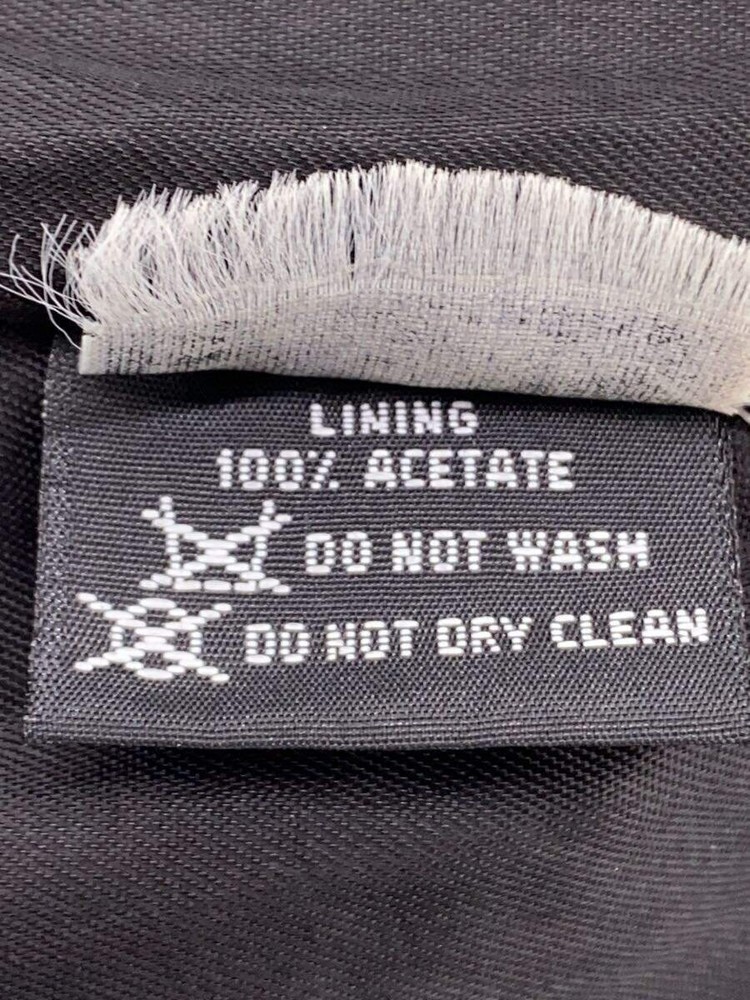 LINING
100% ACETATE
DO NOT WASH
DO NOT DRY CLEAN